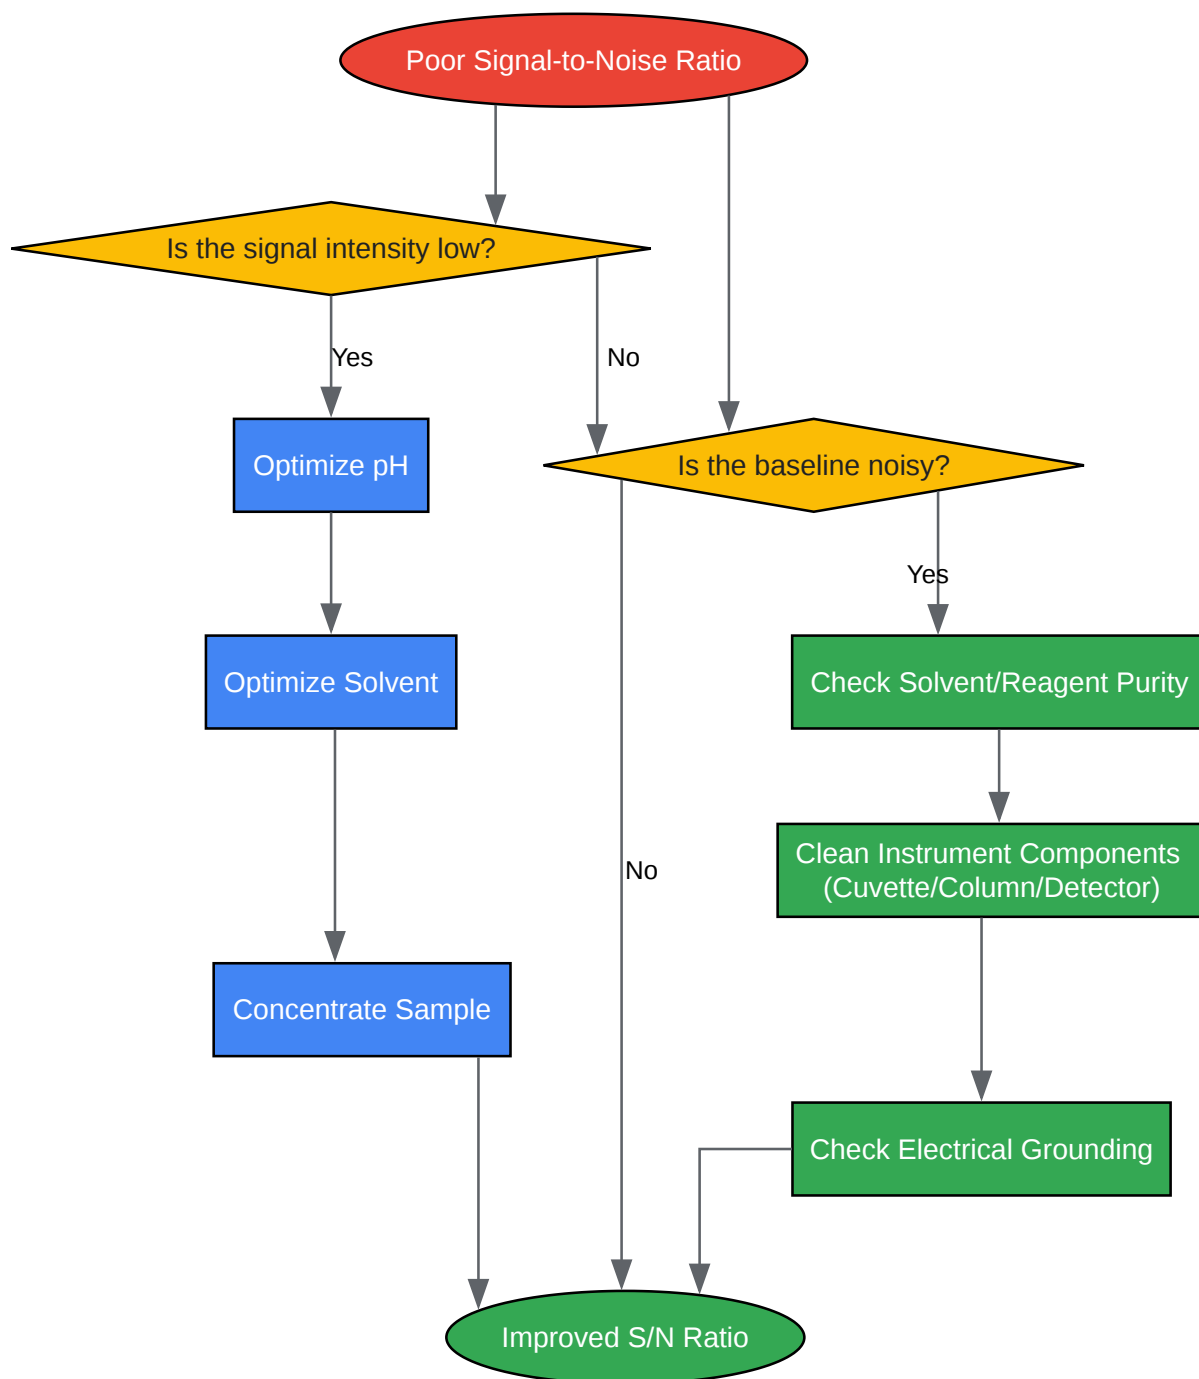 Poor Signal-to-Noise Ratio
Is the signal intensity low?
Yes
No
Optimize pH
Is the baseline noisy?
Yes
Optimize Solvent
Check Solvent/Reagent Purity
Clean Instrument Components
(Cuvette/Column/Detector)
No
Concentrate Sample
Check Electrical Grounding
Improved S/N Ratio